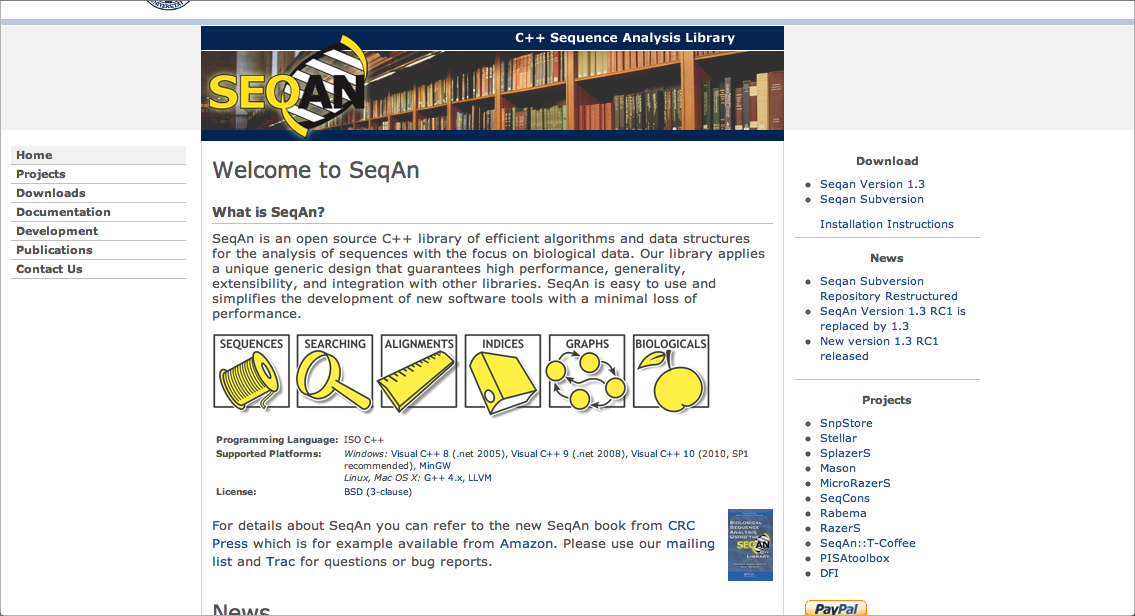 C++ Sequence Analysis Library
SEQAN
Home
Projects
Downloads
Documentation
Development
Publications
Contact Us
Welcome to SeqAn
What is SeqAn?
SeqAn is an open source C++ library of efficient algorithms and data structures
for the analysis of sequences with the focus on biological data. Our library applies
a unique generic design that guarantees high performance, generality,
extensibility, and integration with other libraries. SeqAn is easy to use and
simplifies the development of new software tools with a minimal loss of
performance.
SEQUENCES SEARCHING ALIGNMENTS INDICES GRAPHS BIOLOGICALS
Programming Language: ISO C++
Supported Platforms: Windows: Visual C++ 8 (.net 2005), Visual C++ 9 (.net 2008), Visual C++ 10 (2010, SP1
recommended), MinGW
Linux, Mac OS X: G++ 4.x, LLVM
License: BSD (3-clause)
For details about SeqAn you can refer to the new SeqAn book from CRC
Press which is for example available from Amazon. Please use our mailing
list and Trac for questions or bug reports.
BIOLOGICAL
SEQUENCE
ANALYSIS
USING THE
SEQAN
C++
LIBRARY
News
Download
Seqan Version 1.3
Seqan Subversion
Installation Instructions
News
Seqan Subversion
Repository Restructured
SeqAn Version 1.3 RC1 is
replaced by 1.3
New version 1.3 RC1
released
Projects
SnpStore
Stellar
SplazerS
Mason
MicroRazerS
SeqCons
Rabema
RazerS
SeqAn::T-Coffee
PISAtoolbox
DFI
PayPal